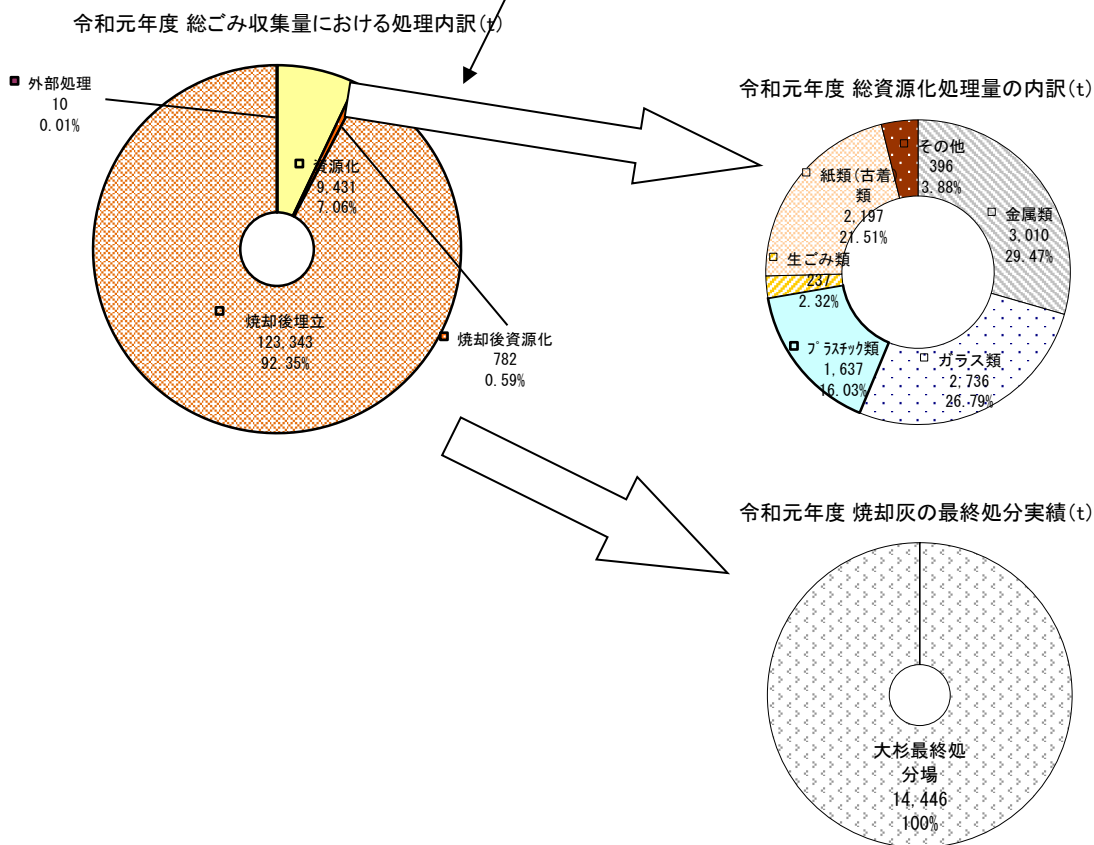 令和元年度 総ごみ収集量における処理内訳(t)
外部処理
10
0.01%
資源化
9,431
7.06%
焼却後埋立
123,343
92.35%
焼却後資源化
782
0.59%
令和元年度 総資源化処理量の内訳(t)
その他
396
3.88%
紙類(古着)
類
2,197
21.51%
金属類
3,010
29.47%
生ごみ類
237
2.32%
プラスチック類
1,637
16.03%
ガラス類
2,736
26.79%
令和元年度 焼却灰の最終処分実績(t)
大杉最終処
分場
14,446
100%